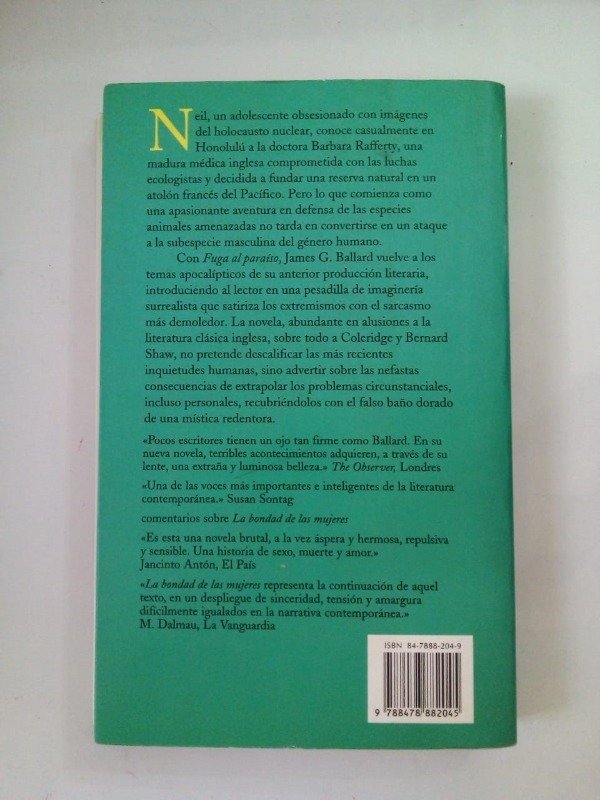 Neil, un adolescente obsesionado con imágenes
del holocausto nuclear, conoce casualmente en
Honolulú a la doctora Barbara Rafferty, una
madura médica inglesa comprometida con las luchas
ecologistas y decidida a fundar una reserva natural en un
atolón francés del Pacífico. Pero lo que comienza como
una apasionante aventura en defensa de las especies
animales amenazadas no tarda en convertirse en un ataque
a la subespecie masculina del género humano.
Con Fuga al paraíso, James G. Ballard vuelve a los
temas apocalípticos de su anterior producción literaria,
introduciendo al lector en una pesadilla de imaginería
surrealista que satiriza los extremismos con el sarcasmo
más demoledor. La novela, abundante en alusiones a la
literatura clásica inglesa, sobre todo a Coleridge y Bernard
Shaw, no pretende descalificar las más recientes
inquietudes humanas, sino advertir sobre las nefastas
consecuencias de extrapolar los problemas circunstanciales,
incluso personales, recubriéndolos con el falso baño dorado
de una mística redentora.
«Pocos escritores tienen un ojo tan firme como Ballard. En su
nueva novela, terribles acontecimientos adquieren, a través de su
lente, una extraña y luminosa belleza.» The Observer, Londres
«Una de las voces más importantes e inteligentes de la literatura
contemporánea.» Susan Sontag
comentarios sobre La bondad de las mujeres
«Es esta una novela brutal, a la vez áspera y hermosa, repulsiva
y sensible. Una historia de sexo, muerte y amor.»
Jancinto Antón, El País
«La bondad de las mujeres representa la continuación de aquel
texto, en un despliegue de sinceridad, tensión y amargura
difícilmente igualados en la narrativa contemporánea.»
M. Dalmau, La Vanguardia
ISBN 84-7888-204-9
9 788478 882045